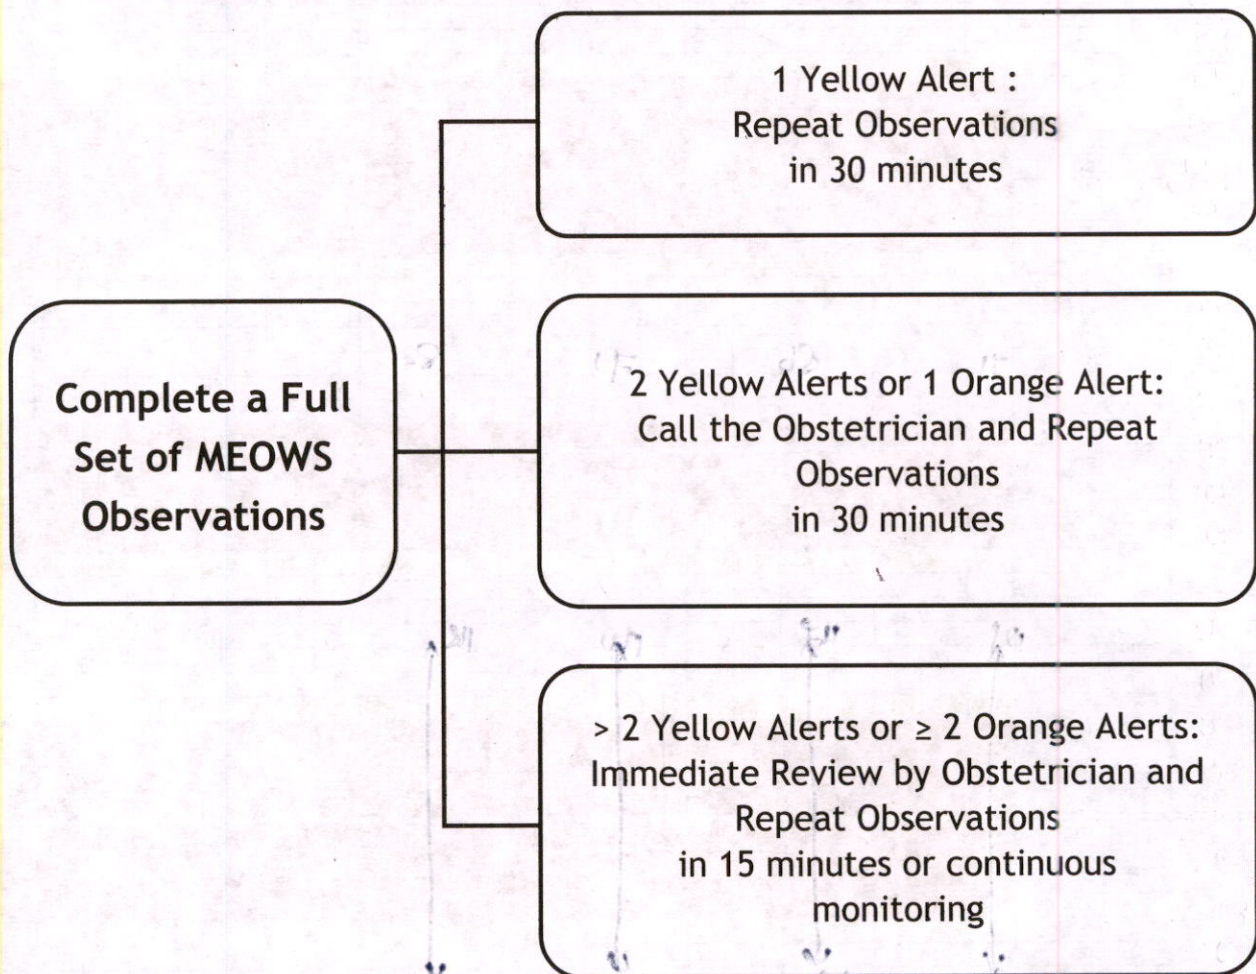 Complete a Full
Set of MEOWS
Observations
1 Yellow Alert :
Repeat Observations
in 30 minutes
2 Yellow Alerts or 1 Orange Alert:
Call the Obstetrician and Repeat
Observations
in 30 minutes
> 2 Yellow Alerts or ≥ 2 Orange Alerts:
Immediate Review by Obstetrician and
Repeat Observations
in 15 minutes or continuous
monitoring